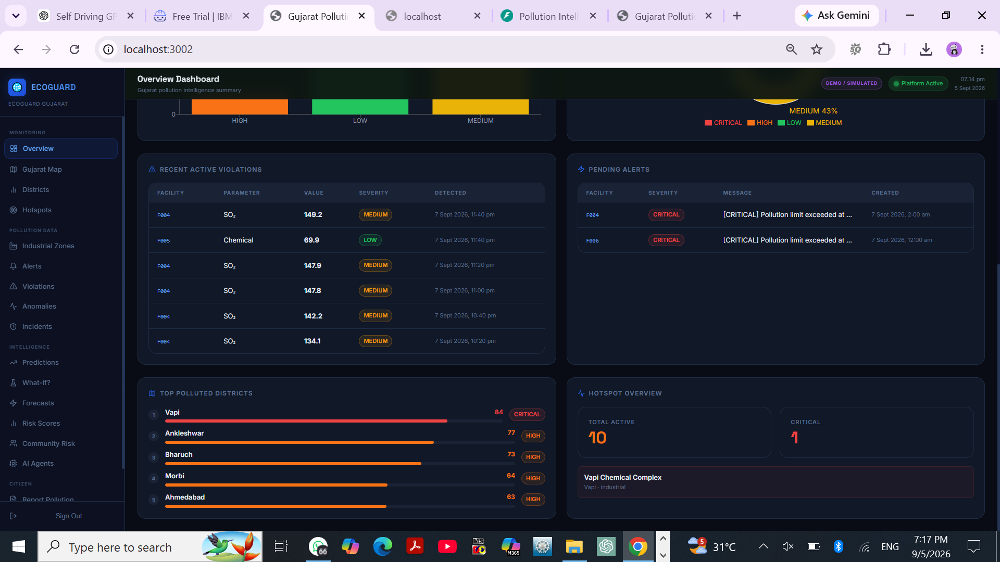 Self Driving GP
Free Trial | IBM
Gujarat Polluti
localhost
Pollution Intell
Gujarat Polluti
Ask Gemini
localhost:3002
ECOGUARD
ECOGUARD GUJARAT
MONITORING
Overview
Gujarat Map
Districts
Hotspots
POLLUTION DATA
Industrial Zones
Alerts
Violations
Anomalies
Incidents
INTELLIGENCE
Predictions
What-If?
Forecasts
Risk Scores
Community Risk
AI Agents
CITIZEN
Report Pollution
Sign Out
Overview Dashboard
Gujarat pollution intelligence summary
DEMO / SIMULATED
Platform Active
07:14 pm
5 Sept 2026
0
HIGH LOW MEDIUM
MEDIUM 43%
CRITICAL HIGH LOW MEDIUM
RECENT ACTIVE VIOLATIONS
FACILITY PARAMETER VALUE SEVERITY DETECTED
F004 SO₂ 149.2 MEDIUM 7 Sept 2026, 11:40 pm
F005 Chemical 69.9 LOW 7 Sept 2026, 11:40 pm
F004 SO₂ 147.9 MEDIUM 7 Sept 2026, 11:20 pm
F004 SO₂ 147.8 MEDIUM 7 Sept 2026, 11:00 pm
F004 SO₂ 142.2 MEDIUM 7 Sept 2026, 10:40 pm
F004 SO₂ 134.1 MEDIUM 7 Sept 2026, 10:20 pm
PENDING ALERTS
FACILITY SEVERITY MESSAGE CREATED
F004 CRITICAL [CRITICAL] Pollution limit exceeded at ... 7 Sept 2026, 2:00 am
F006 CRITICAL [CRITICAL] Pollution limit exceeded at ... 7 Sept 2026, 12:00 am
TOP POLLUTED DISTRICTS
1 Vapi 84 CRITICAL
2 Ankleshwar 77 HIGH
3 Bharuch 73 HIGH
4 Morbi 64 HIGH
5 Ahmedabad 63 HIGH
HOTSPOT OVERVIEW
TOTAL ACTIVE
10
CRITICAL
1
Vapi Chemical Complex
Vapi · industrial
Type here to search
66
M365
5
31°C
ENG
7:17 PM
9/5/2026